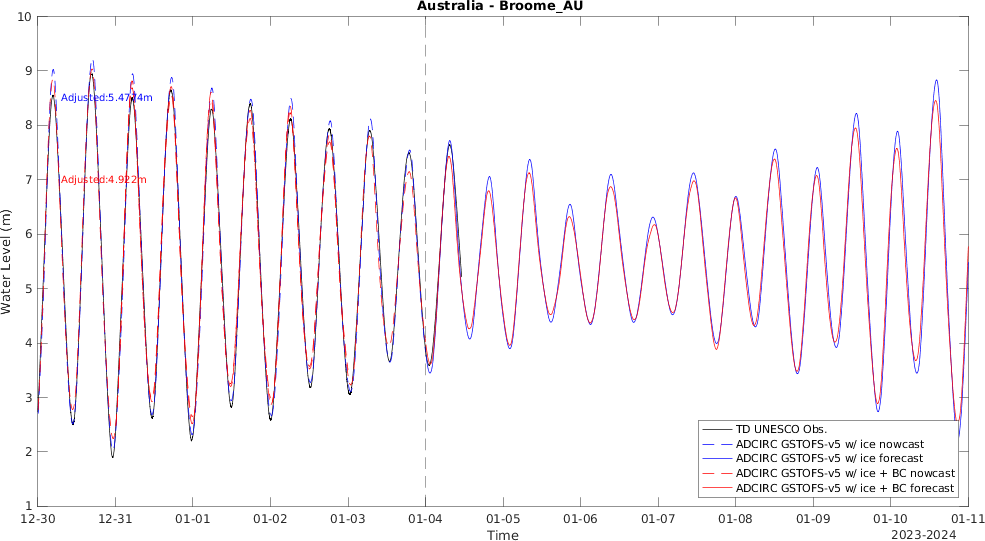 Australia - Broome_AU
10
9
8
7
6
5
4
3
2
1
Water Level (m)
Adjusted:5.4774m
Adjusted:4.922m
TD UNESCO Obs.
ADCIRC GSTOFS-v5 w/ ice nowcast
ADCIRC GSTOFS-v5 w/ ice forecast
ADCIRC GSTOFS-v5 w/ ice + BC nowcast
ADCIRC GSTOFS-v5 w/ ice + BC forecast
12-30 12-31 01-01 01-02 01-03 01-04 01-05 01-06 01-07 01-08 01-09 01-10 01-11
Time
2023-2024